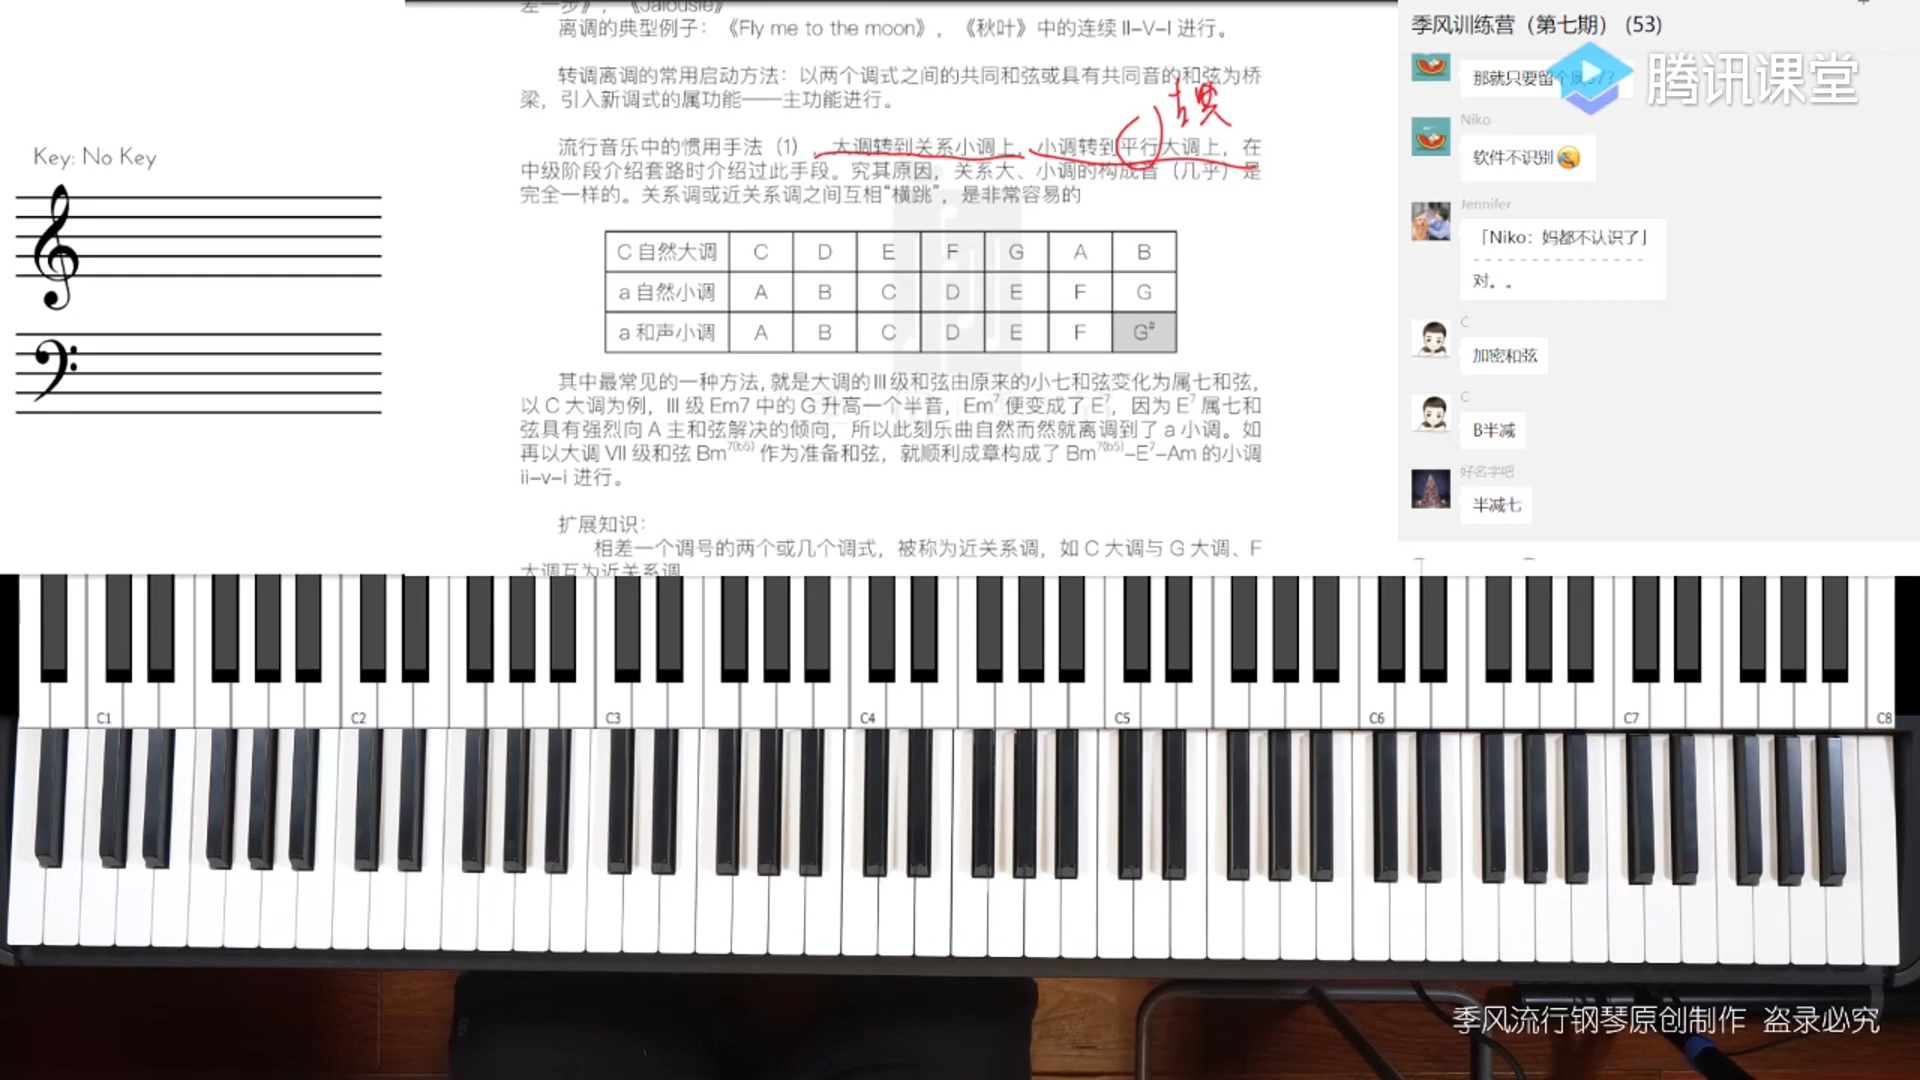 差一步》，《Jalousie》
离调的典型例子：《Fly me to the moon》，《秋叶》中的连续 II–V–I 进行。
转调离调的常用启动方法：以两个调式之间的共同和弦或具有共同音的和弦为桥
梁，引入新调式的属功能——主功能进行。
流行音乐中的惯用手法（1），大调转到关系小调上，小调转到平行大调上，在
中级阶段介绍套路时介绍过此手段。究其原因，关系大、小调的构成音（几乎）是
完全一样的。关系调或近关系调之间互相“横跳”，是非常容易的
Key: No Key
C 自然大调 C D E F G A B
a 自然小调 A B C D E F G
a 和声小调 A B C D E F G#
其中最常见的一种方法，就是大调的 III 级和弦由原来的小七和弦变化为属七和弦，
以 C 大调为例，III 级 Em7 中的 G 升高一个半音，Em7 便变成了 E7，因为 E7 属七和
弦具有强烈向 A 主和弦解决的倾向，所以此刻乐曲自然而然就离调到了 a 小调。如
再以大调 VII 级和弦 Bm7(b5) 作为准备和弦，就顺利成章构成了 Bm7(b5)–E7–Am 的小调
ii–v–i 进行。
扩展知识：
相差一个调号的两个或几个调式，被称为近关系调，如 C 大调与 G 大调、F
大调互为近关系调
季风训练营（第七期）(53)
腾讯课堂
那就只要留个
Niko
软件不识别
Jennifer
「Niko：妈都不认识了」
- - - - - - - - - - - - - - -
对。。
C
加密和弦
C
B半减
好名字吧
半减七
C1 C2 C3 C4 C5 C6 C7 C8
季风流行钢琴原创制作 盗录必究